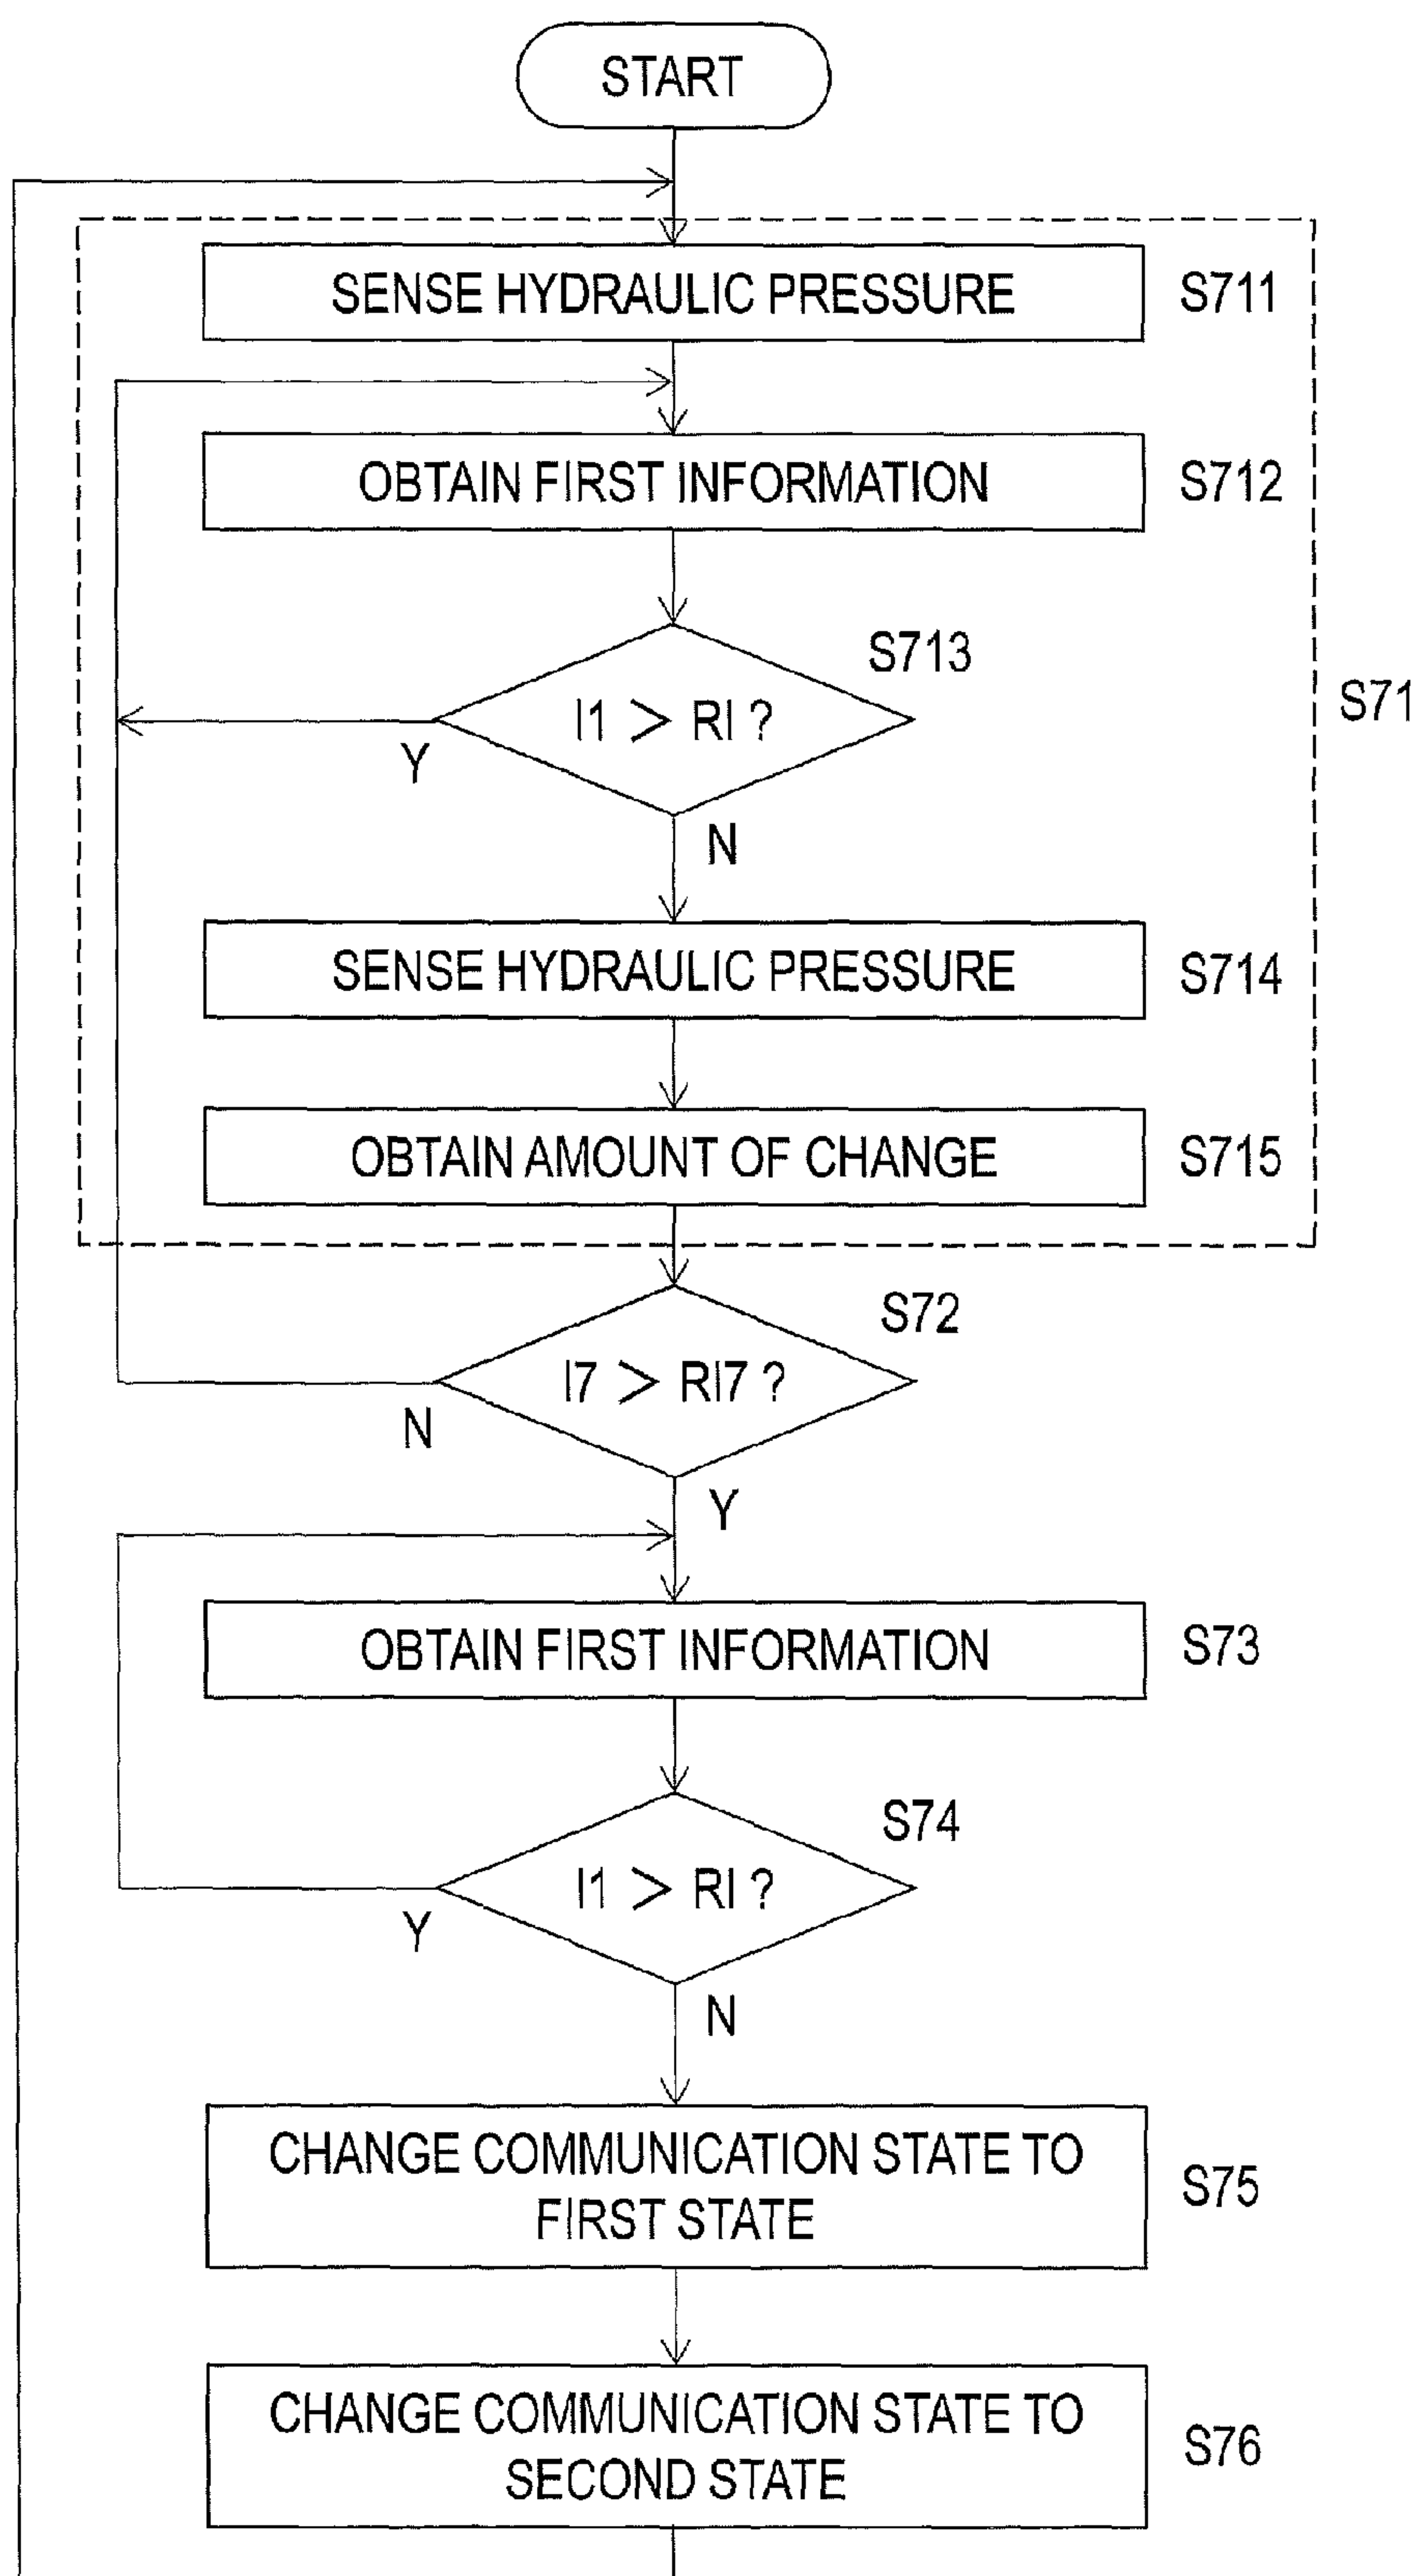 START
SENSE HYDRAULIC PRESSURE
S711
OBTAIN FIRST INFORMATION
S712
S713
I1 > RI ?
S71
Y
N
SENSE HYDRAULIC PRESSURE
S714
OBTAIN AMOUNT OF CHANGE
S715
S72
I7 > RI7 ?
N
Y
OBTAIN FIRST INFORMATION
S73
S74
I1 > RI ?
Y
N
CHANGE COMMUNICATION STATE TO
FIRST STATE
S75
CHANGE COMMUNICATION STATE TO
SECOND STATE
S76